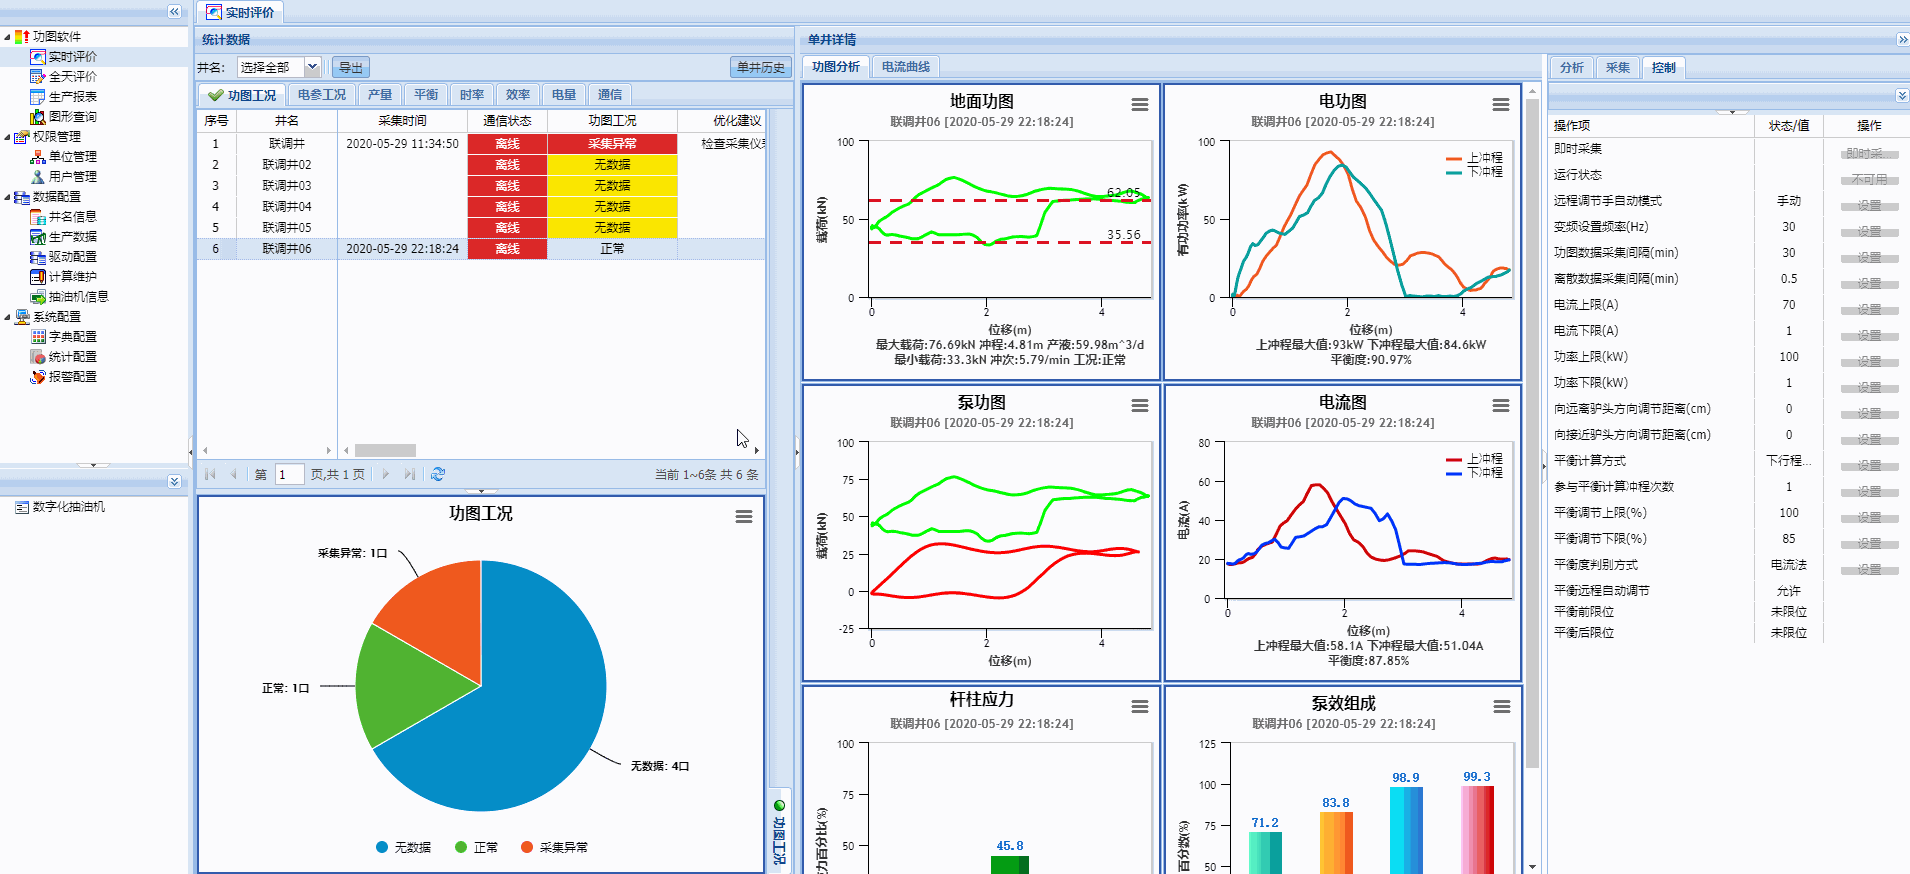 实时评价
功图软件
实时评价
全天评价
生产报表
图形查询
权限管理
单位管理
用户管理
数据配置
井名信息
生产数据
驱动配置
计算维护
抽油机信息
系统配置
字典配置
统计配置
报警配置
数字化抽油机
统计数据
井名: 选择全部 导出 单井历史
功图工况 电参工况 产量 平衡 时率 效率 电量 通信
序号 井名 采集时间 通信状态 功图工况 优化建议
1 联调井 2020-05-29 11:34:50 离线 采集异常 检查采集仪
2 联调井02 离线 无数据
3 联调井03 离线 无数据
4 联调井04 离线 无数据
5 联调井05 离线 无数据
6 联调井06 2020-05-29 22:18:24 离线 正常
第 1 页,共 1 页 当前 1~6条 共 6 条
功图工况
采集异常: 1口
正常: 1口
无数据: 4口
无数据 正常 采集异常
功图工况
单井详情
功图分析 电流曲线
地面功图
联调井06 [2020-05-29 22:18:24]
100
50
0
载荷(kN)
62.05
35.56
0 2 4
位移(m)
最大载荷:76.69kN 冲程:4.81m 产液:59.98m^3/d
最小载荷:33.3kN 冲次:5.79/min 工况:正常
电功图
联调井06 [2020-05-29 22:18:24]
上冲程
下冲程
100
50
0
有功功率(kW)
0 2 4
位移(m)
上冲程最大值:93kW 下冲程最大值:84.6kW
平衡度:90.97%
泵功图
联调井06 [2020-05-29 22:18:24]
100
75
50
25
0
-25
载荷(kN)
0 2 4
位移(m)
电流图
联调井06 [2020-05-29 22:18:24]
上冲程
下冲程
80
60
40
20
0
电流(A)
0 2 4
位移(m)
上冲程最大值:58.1A 下冲程最大值:51.04A
平衡度:87.85%
杆柱应力
联调井06 [2020-05-29 22:18:24]
100
75
50
力百分比(%)
45.8
泵效组成
联调井06 [2020-05-29 22:18:24]
125
100
75
50
百分数(%)
71.2
83.8
98.9
99.3
分析 采集 控制
操作项 状态/值 操作
即时采集 即时采...
运行状态 不可用
远程调节手自动模式 手动 设置
变频设置频率(Hz) 30 设置
功图数据采集间隔(min) 30 设置
离散数据采集间隔(min) 0.5 设置
电流上限(A) 70 设置
电流下限(A) 1 设置
功率上限(kW) 100 设置
功率下限(kW) 1 设置
向远离驴头方向调节距离(cm) 0 设置
向接近驴头方向调节距离(cm) 0 设置
平衡计算方式 下行程... 设置
参与平衡计算冲程次数 1 设置
平衡调节上限(%) 100 设置
平衡调节下限(%) 85 设置
平衡度判别方式 电流法 设置
平衡远程自动调节 允许
平衡前限位 未限位
平衡后限位 未限位